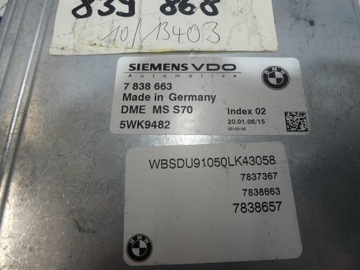 839 868
10/13403
SIEMENS VDO
Automotive
7 838 663
Made in Germany
DME MS S70
Index 02
5WK9482
20.01.06/15
WBSDU91050LK43058
7837367
7838663
7838657